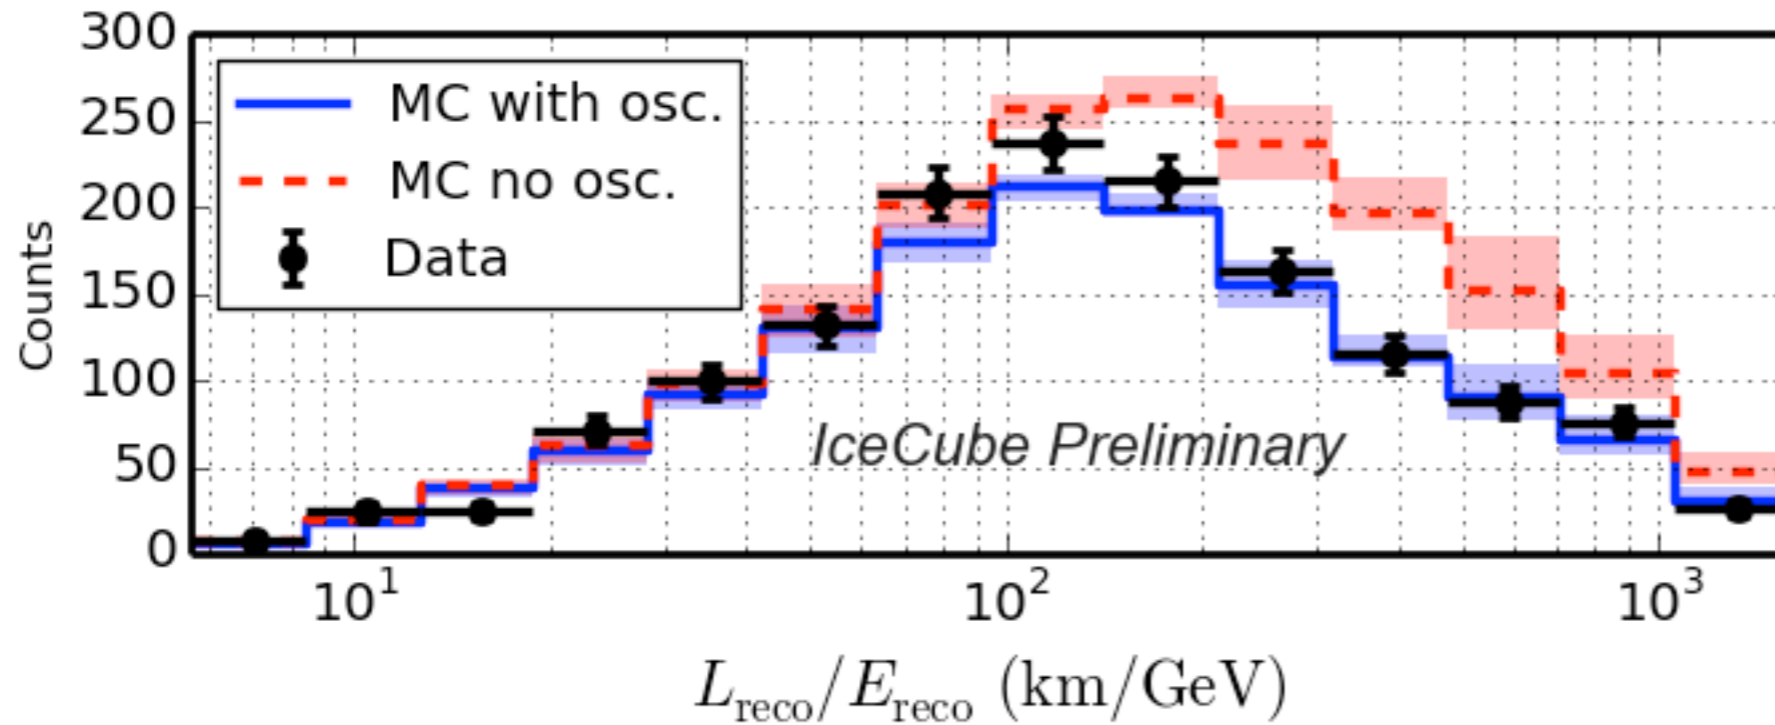 300
250
200
150
100
50
0
Counts
MC with osc.
MC no osc.
Data
IceCube Preliminary
10¹ 10² 10³
L_reco/E_reco (km/GeV)